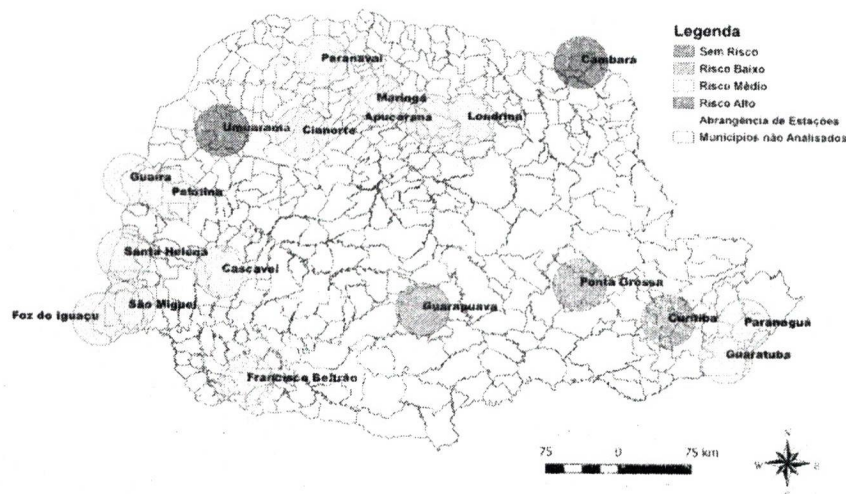 Legenda
Sem Risco
Risco Baixo
Risco Médio
Risco Alto
Abrangência de Estações
Municípios não Analisados
Paranavaí
Cambará
Maringá
Apucarana
Londrina
Umuarama
Cianorte
Guaíra
Palotina
Santa Helena
Cascavel
Ponta Grossa
São Miguel
Foz do Iguaçu
Guarapuava
Curitiba
Paranaguá
Guaratuba
Francisco Beltrão
75 0 75 km
N
W E
S